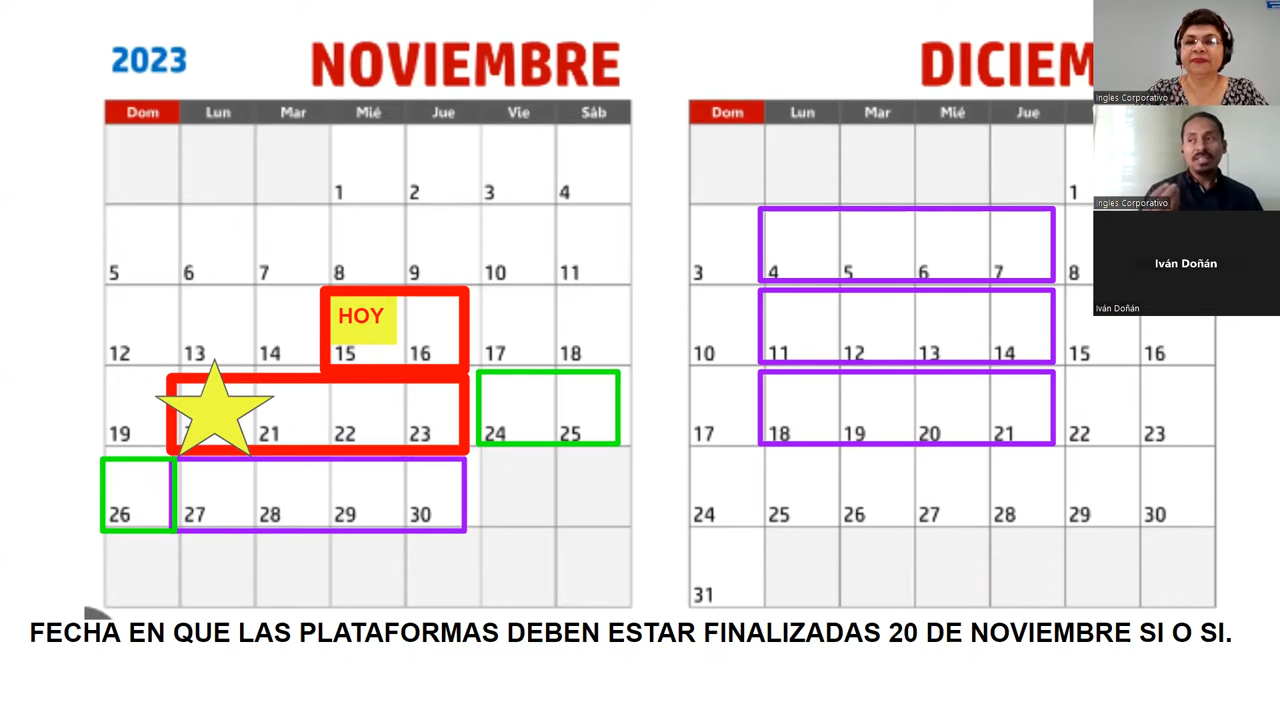 2023 NOVIEMBRE
Dom Lun Mar Mié Jue Vie Sáb
1 2 3 4
5 6 7 8 9 10 11
HOY
12 13 14 15 16 17 18
19 21 22 23 24 25
26 27 28 29 30
DICIEM
Dom Lun Mar Mié Jue
1
3 4 5 6 7 8
10 11 12 13 14 15 16
17 18 19 20 21 22 23
24 25 26 27 28 29 30
31
FECHA EN QUE LAS PLATAFORMAS DEBEN ESTAR FINALIZADAS 20 DE NOVIEMBRE SI O SI.
Ingles Corporativo
Ingles Corporativo
Iván Doñán
Iván Doñán